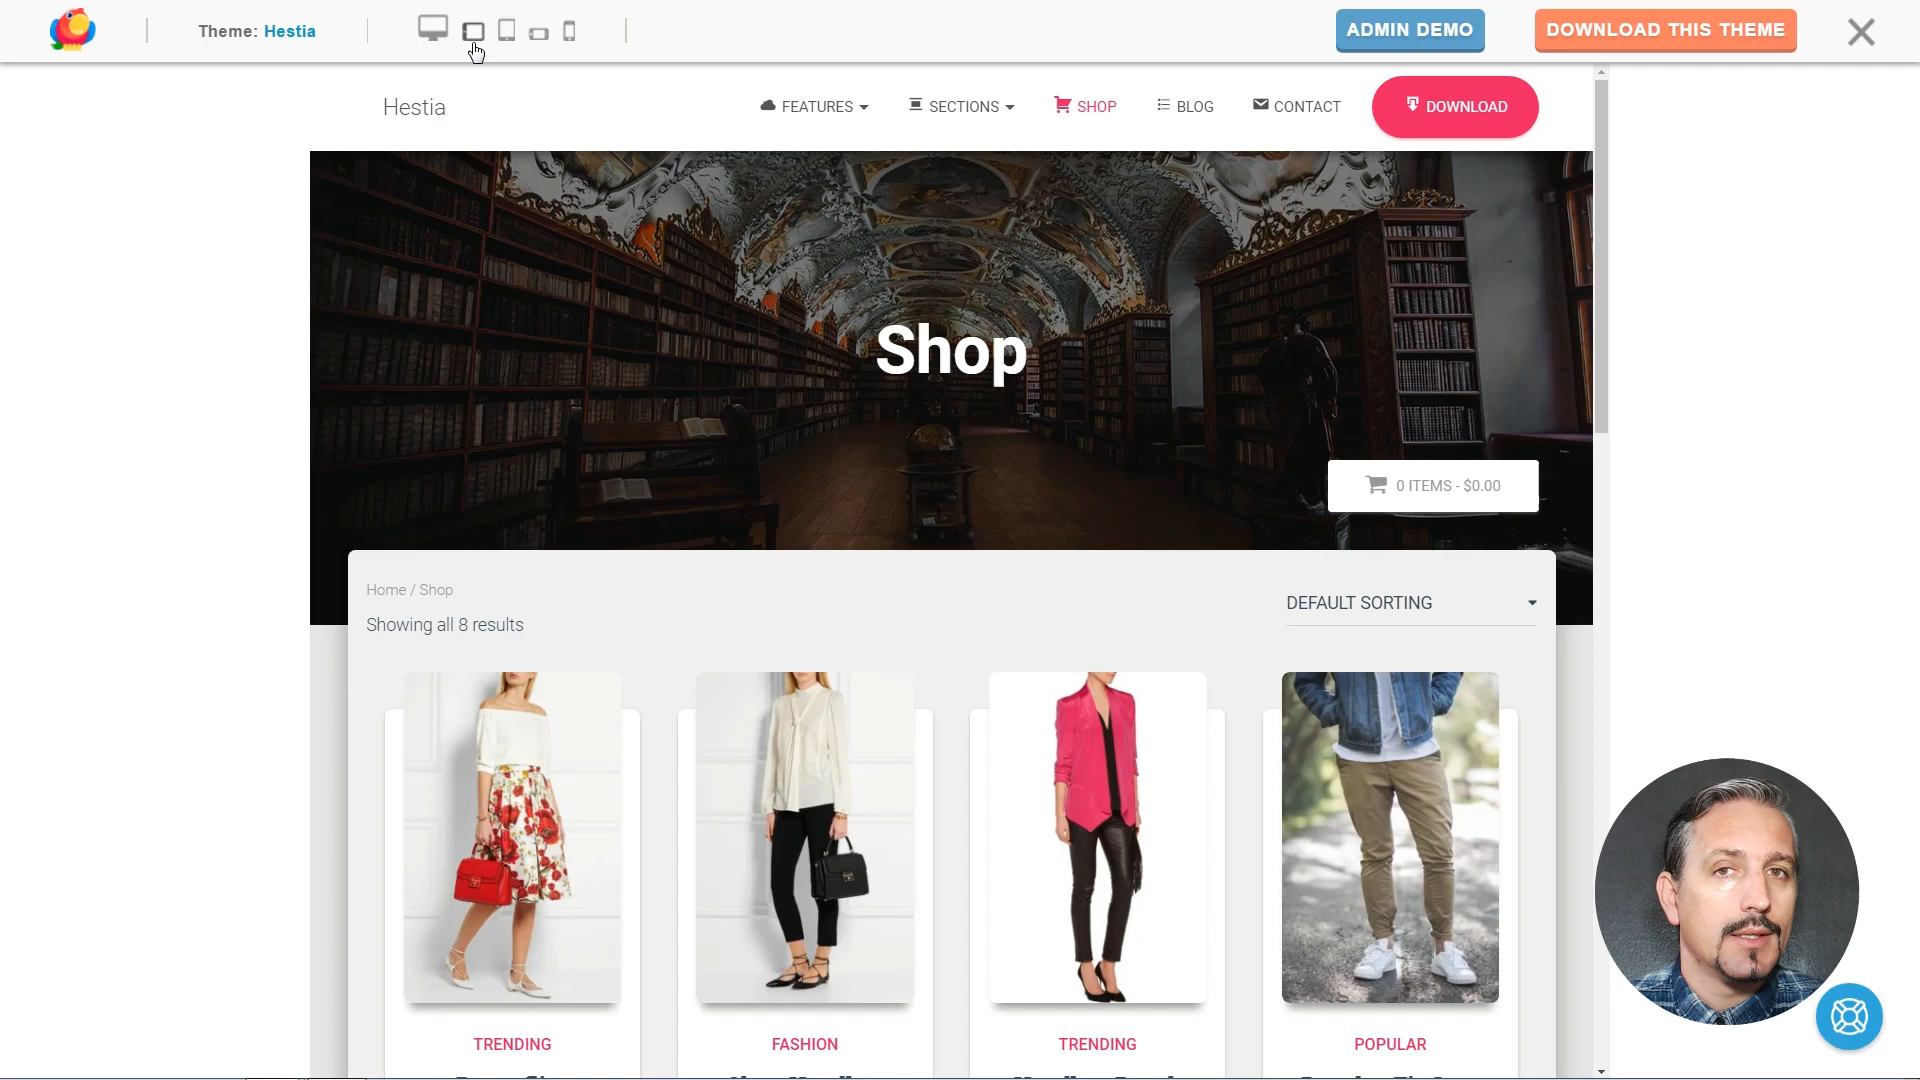 Theme: Hestia
ADMIN DEMO
DOWNLOAD THIS THEME
Hestia
FEATURES
SECTIONS
SHOP
BLOG
CONTACT
DOWNLOAD
Shop
0 ITEMS - $0.00
Home / Shop
Showing all 8 results
DEFAULT SORTING
TRENDING
FASHION
TRENDING
POPULAR